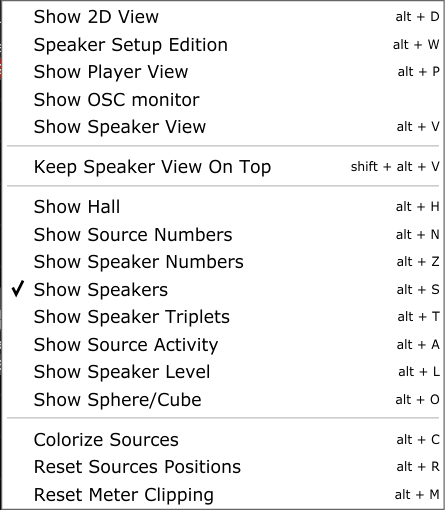 Show 2D View alt + D
Speaker Setup Edition alt + W
Show Player View alt + P
Show OSC monitor
Show Speaker View alt + V
Keep Speaker View On Top shift + alt + V
Show Hall alt + H
Show Source Numbers alt + N
Show Speaker Numbers alt + Z
Show Speakers alt + S
Show Speaker Triplets alt + T
Show Source Activity alt + A
Show Speaker Level alt + L
Show Sphere/Cube alt + O
Colorize Sources alt + C
Reset Sources Positions alt + R
Reset Meter Clipping alt + M